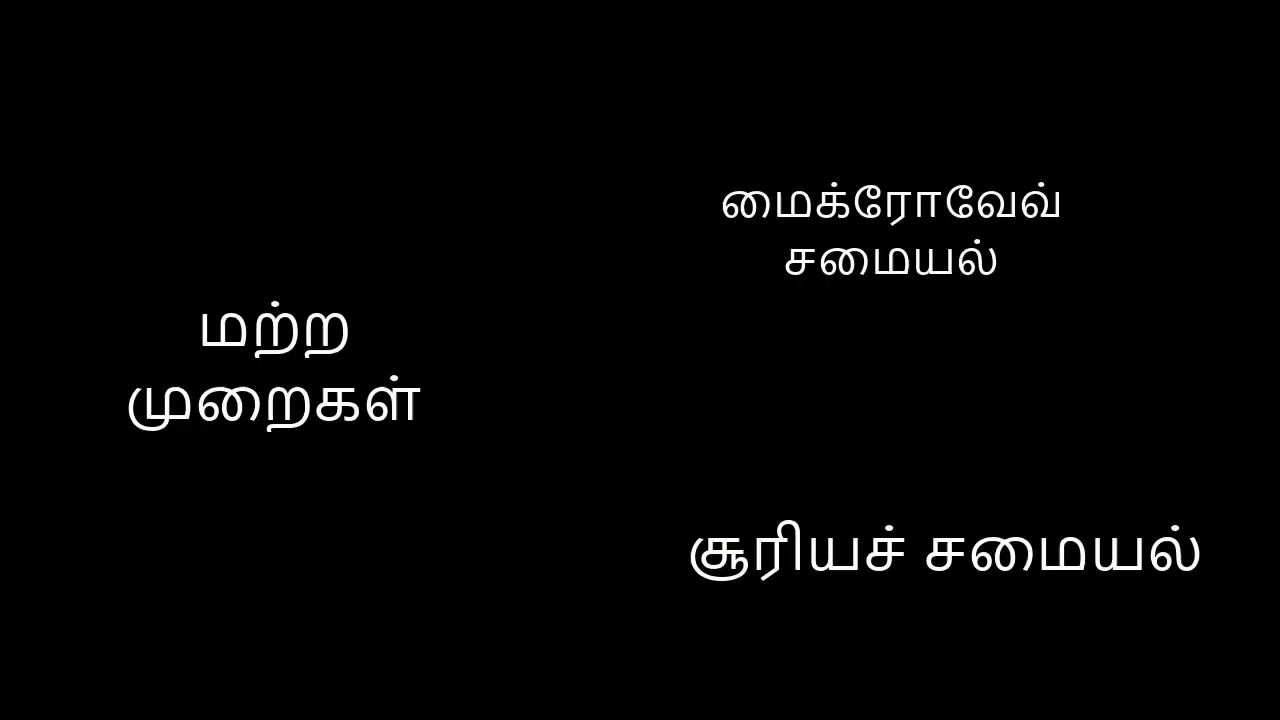 மற்ற
முறைகள்
மைக்ரோவேவ்
சமையல்
சூரியச் சமையல்